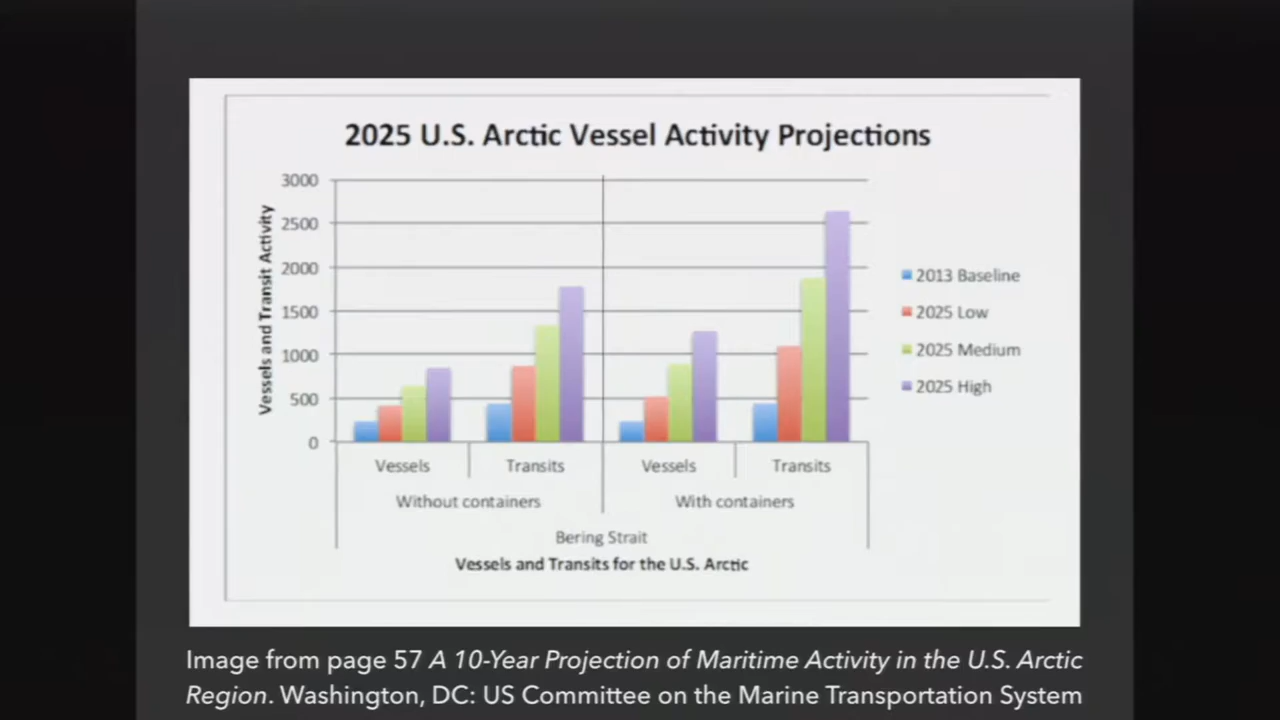 2025 U.S. Arctic Vessel Activity Projections
Vessels and Transit Activity
3000
2500
2000
1500
1000
500
0
2013 Baseline
2025 Low
2025 Medium
2025 High
Vessels
Transits
Vessels
Transits
Without containers
With containers
Bering Strait
Vessels and Transits for the U.S. Arctic
Image from page 57 A 10-Year Projection of Maritime Activity in the U.S. Arctic
Region. Washington, DC: US Committee on the Marine Transportation System